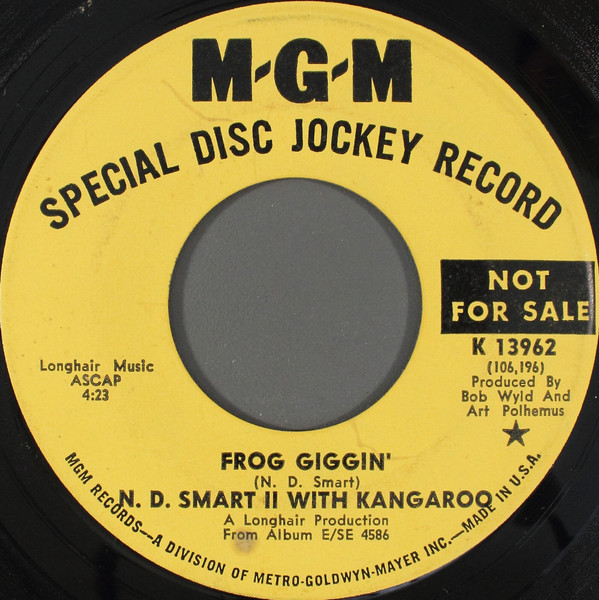 M-G-M
SPECIAL DISC JOCKEY RECORD
NOT
FOR SALE
K 13962
(106,196)
Produced By
Bob Wyld And
Art Polhemus
Longhair Music
ASCAP
4:23
FROG GIGGIN'
(N. D. Smart)
N. D. SMART II WITH KANGAROO
A Longhair Production
From Album E/SE 4586
MGM RECORDS—A DIVISION OF METRO-GOLDWYN-MAYER INC.—MADE IN U.S.A.